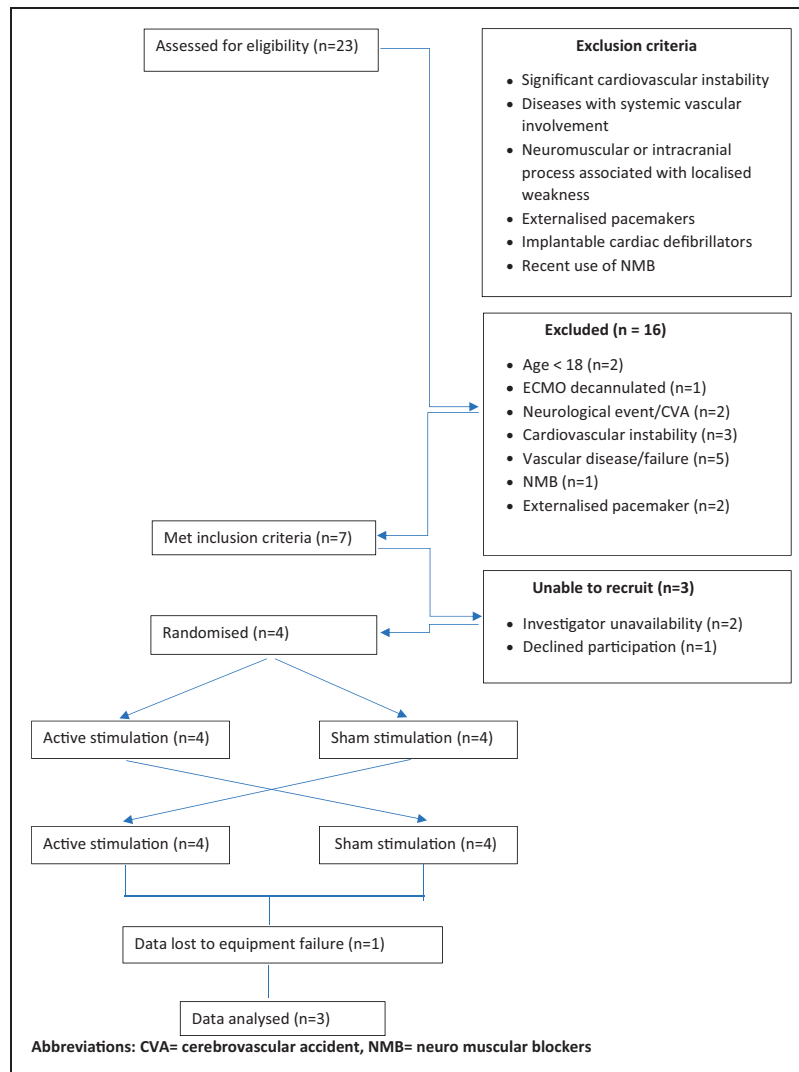 Assessed for eligibility (n=23)
Exclusion criteria
• Significant cardiovascular instability
• Diseases with systemic vascular
involvement
• Neuromuscular or intracranial
process associated with localised
weakness
• Externalised pacemakers
• Implantable cardiac defibrillators
• Recent use of NMB
Excluded (n = 16)
• Age < 18 (n=2)
• ECMO decannulated (n=1)
• Neurological event/CVA (n=2)
• Cardiovascular instability (n=3)
• Vascular disease/failure (n=5)
• NMB (n=1)
• Externalised pacemaker (n=2)
Met inclusion criteria (n=7)
Unable to recruit (n=3)
• Investigator unavailability (n=2)
• Declined participation (n=1)
Randomised (n=4)
Active stimulation (n=4)
Sham stimulation (n=4)
Active stimulation (n=4)
Sham stimulation (n=4)
Data lost to equipment failure (n=1)
Data analysed (n=3)
Abbreviations: CVA= cerebrovascular accident, NMB= neuro muscular blockers